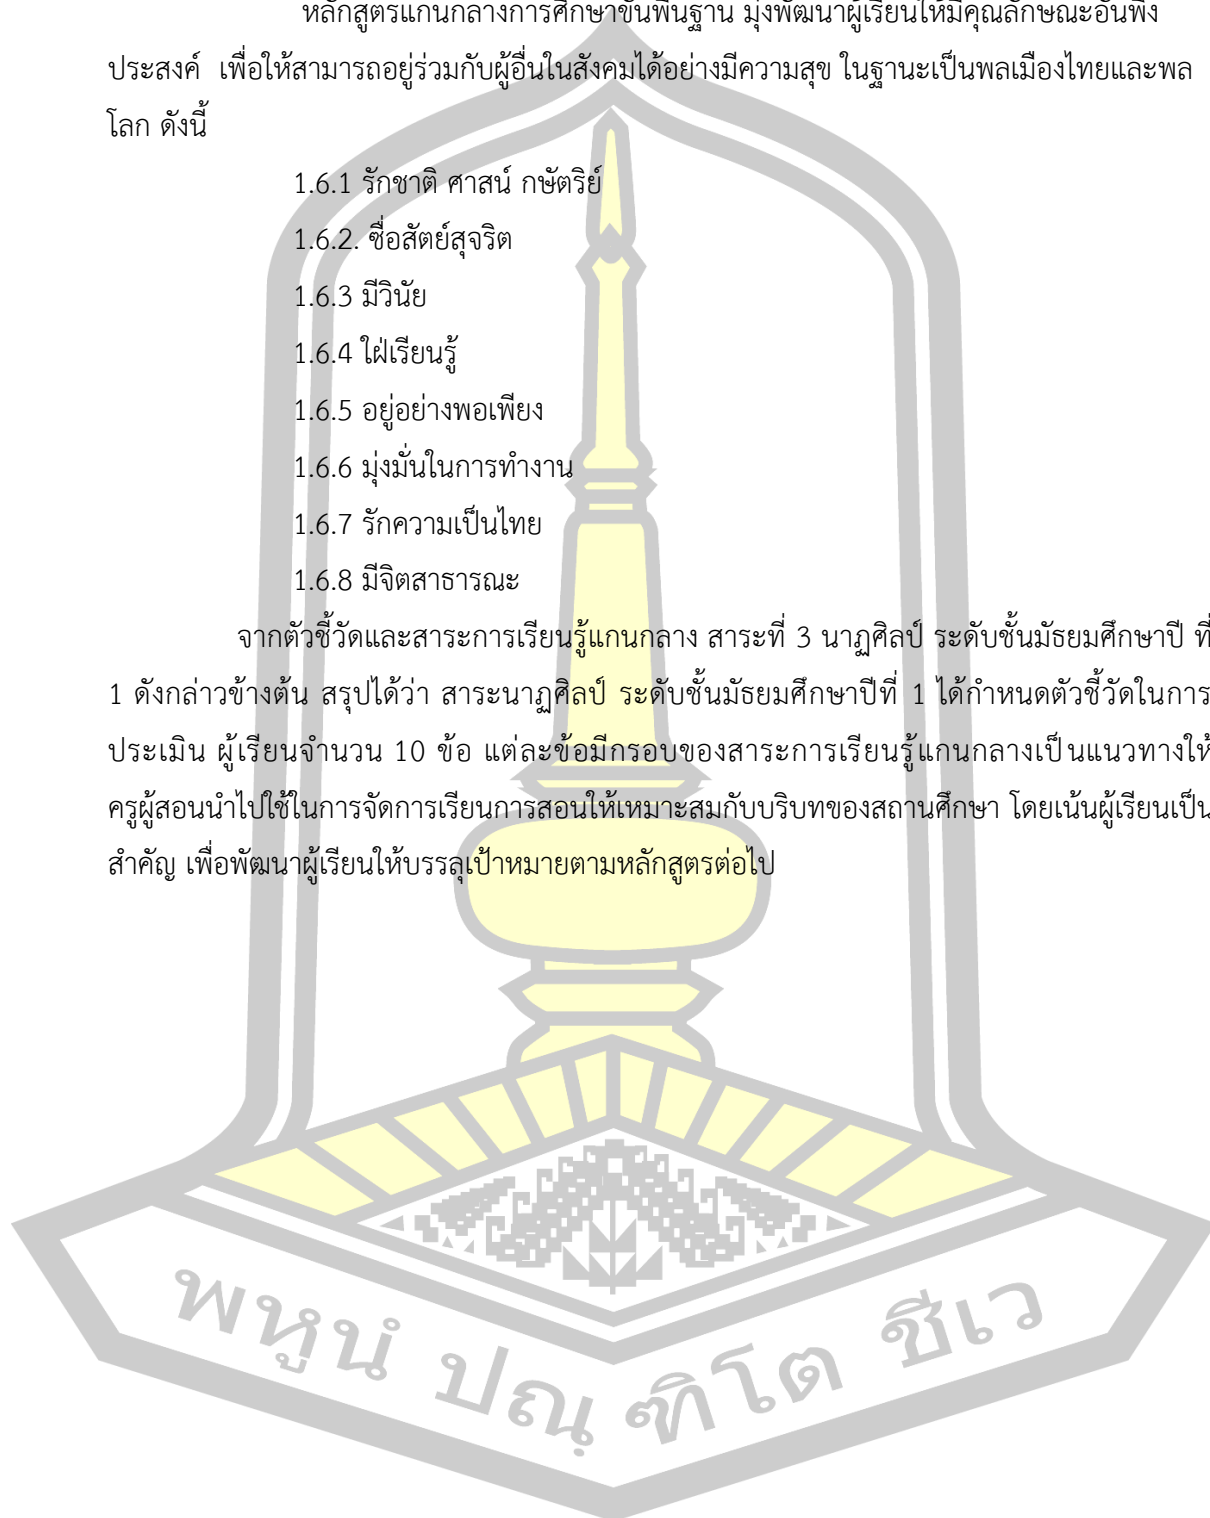 หลักสูตรแกนกลางการศึกษาขั้นพื้นฐาน มุ่งพัฒนาผู้เรียนให้มีคุณลักษณะอันพึง
ประสงค์ เพื่อให้สามารถอยู่ร่วมกับผู้อื่นในสังคมได้อย่างมีความสุข ในฐานะเป็นพลเมืองไทยและพล
โลก ดังนี้
1.6.1 รักชาติ ศาสน์ กษัตริย์
1.6.2. ซื่อสัตย์สุจริต
1.6.3 มีวินัย
1.6.4 ใฝ่เรียนรู้
1.6.5 อยู่อย่างพอเพียง
1.6.6 มุ่งมั่นในการทำงาน
1.6.7 รักความเป็นไทย
1.6.8 มีจิตสาธารณะ
จากตัวชี้วัดและสาระการเรียนรู้แกนกลาง สาระที่ 3 นาฏศิลป์ ระดับชั้นมัธยมศึกษาปี ที่
1 ดังกล่าวข้างต้น สรุปได้ว่า สาระนาฏศิลป์ ระดับชั้นมัธยมศึกษาปีที่ 1 ได้กำหนดตัวชี้วัดในการ
ประเมิน ผู้เรียนจำนวน 10 ข้อ แต่ละข้อมีกรอบของสาระการเรียนรู้แกนกลางเป็นแนวทางให้
ครูผู้สอนนำไปใช้ในการจัดการเรียนการสอนให้เหมาะสมกับบริบทของสถานศึกษา โดยเน้นผู้เรียนเป็น
สำคัญ เพื่อพัฒนาผู้เรียนให้บรรลุเป้าหมายตามหลักสูตรต่อไป
พหูนํ ปณฺฑิโต ชีเว